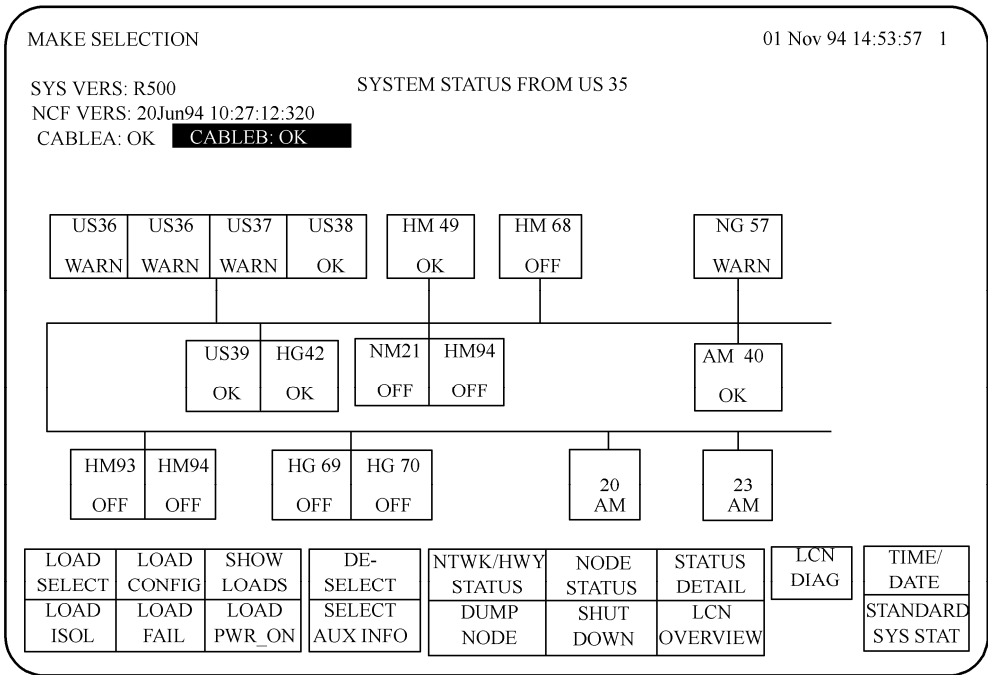 MAKE SELECTION 01 Nov 94 14:53:57 1
SYS VERS: R500 SYSTEM STATUS FROM US 35
NCF VERS: 20Jun94 10:27:12:320
CABLEA: OK CABLEB: OK
US36 US36 US37 US38 HM 49 HM 68 NG 57
WARN WARN WARN OK OK OFF WARN
US39 HG42 NM21 HM94 AM 40
OK OK OFF OFF OK
HM93 HM94 HG 69 HG 70 20 23
OFF OFF OFF OFF AM AM
LOAD LOAD SHOW DE- NTWK/HWY NODE STATUS LCN TIME/
SELECT CONFIG LOADS SELECT STATUS STATUS DETAIL DIAG DATE
LOAD LOAD LOAD SELECT DUMP SHUT LCN STANDARD
ISOL FAIL PWR_ON AUX INFO NODE DOWN OVERVIEW SYS STAT